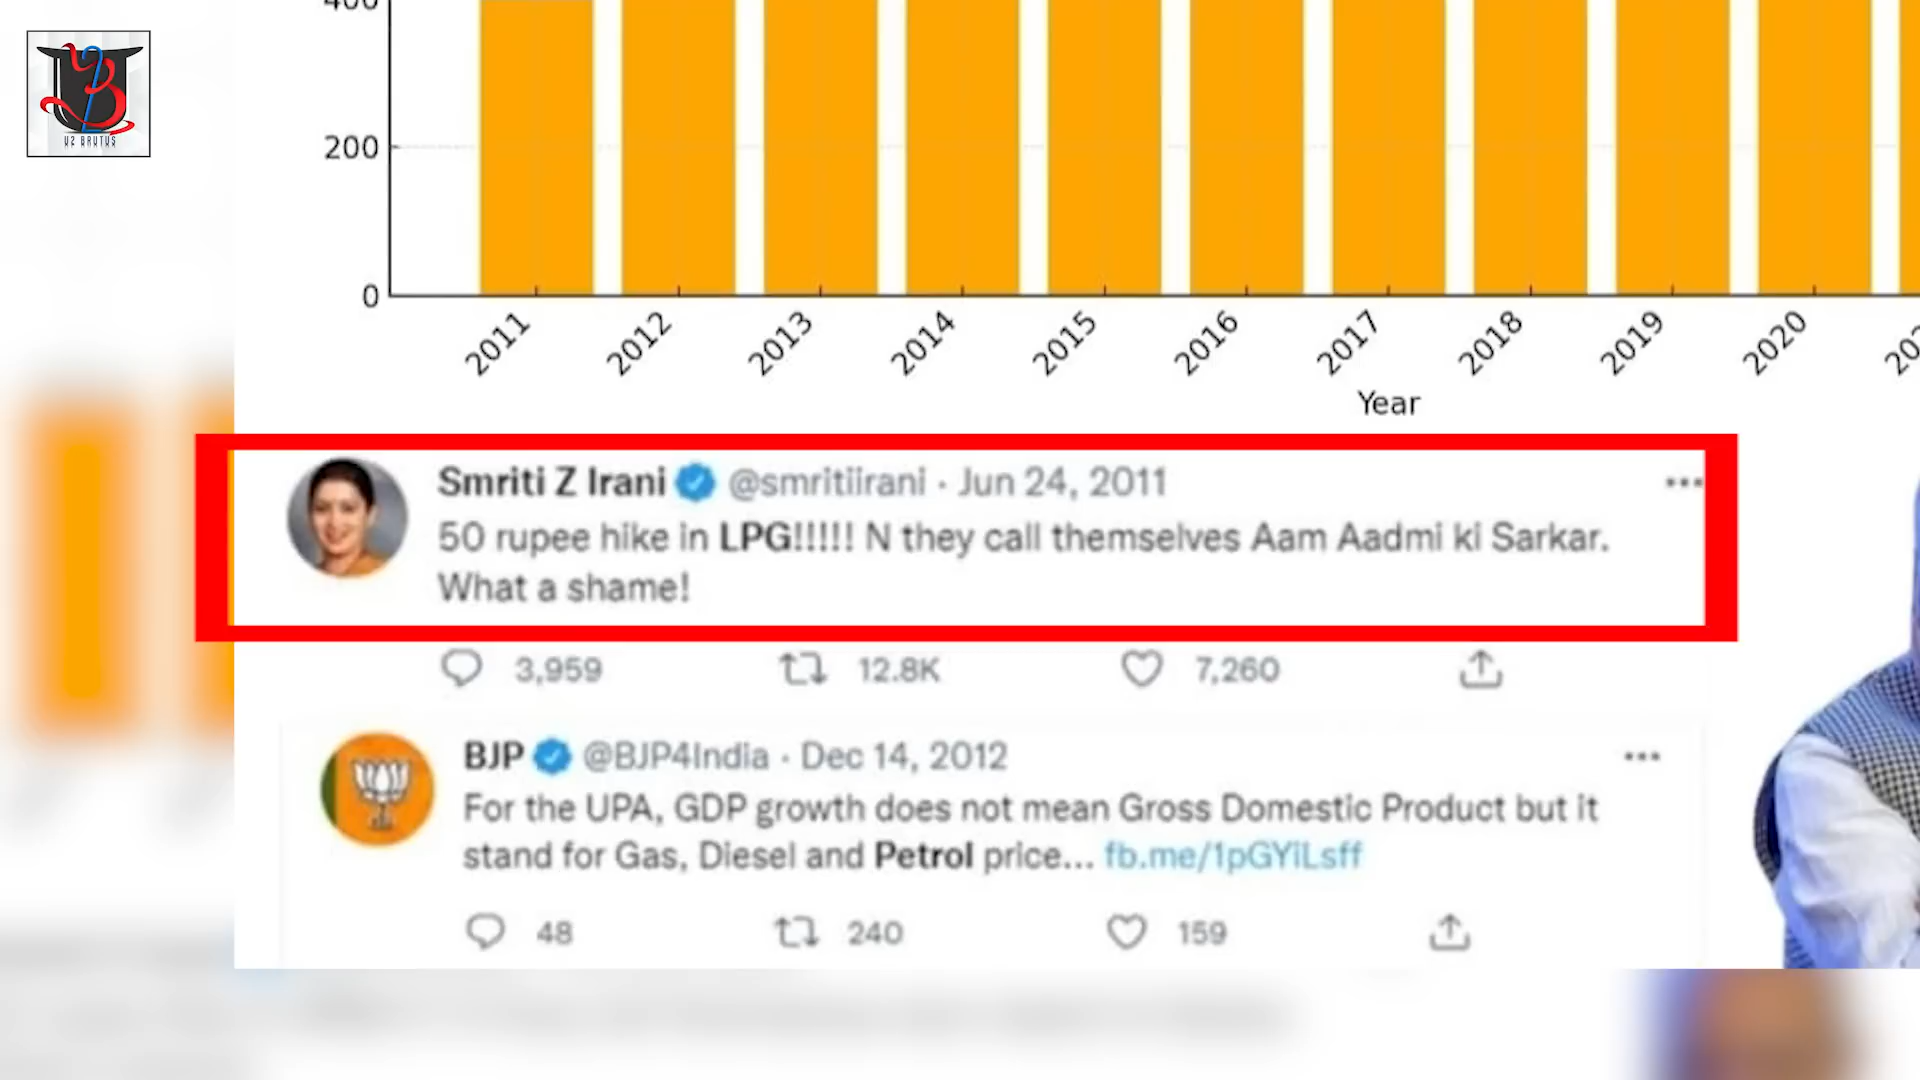 400
U2 BRUTUS
200
0
2011 2012 2013 2014 2015 2016 2017 2018 2019 2020
Year
Smriti Z Irani @smritiirani · Jun 24, 2011
50 rupee hike in LPG!!!!! N they call themselves Aam Aadmi ki Sarkar.
What a shame!
3,959 12.8K 7,260
BJP @BJP4India · Dec 14, 2012
For the UPA, GDP growth does not mean Gross Domestic Product but it
stand for Gas, Diesel and Petrol price... fb.me/1pGYiLsff
48 240 159